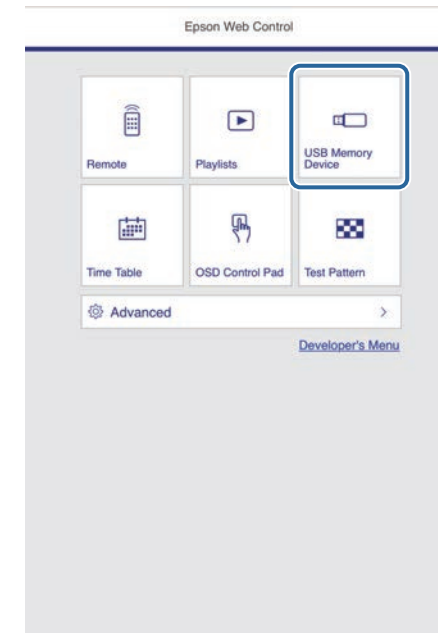 Epson Web Control
Remote
Playlists
USB Memory
Device
Time Table
OSD Control Pad
Test Pattern
Advanced
Developer's Menu